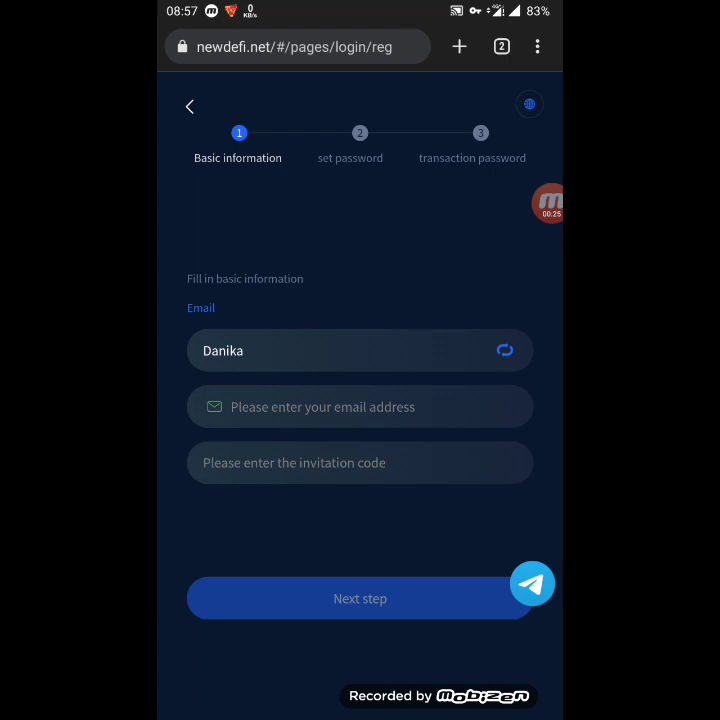 08:57 m 0 KB/s 4G 83%
newdefi.net/#/pages/login/reg 2
1 2 3
Basic information set password transaction password
m
00:25
Fill in basic information
Email
Danika
Please enter your email address
Please enter the invitation code
Next step
Recorded by mobizen